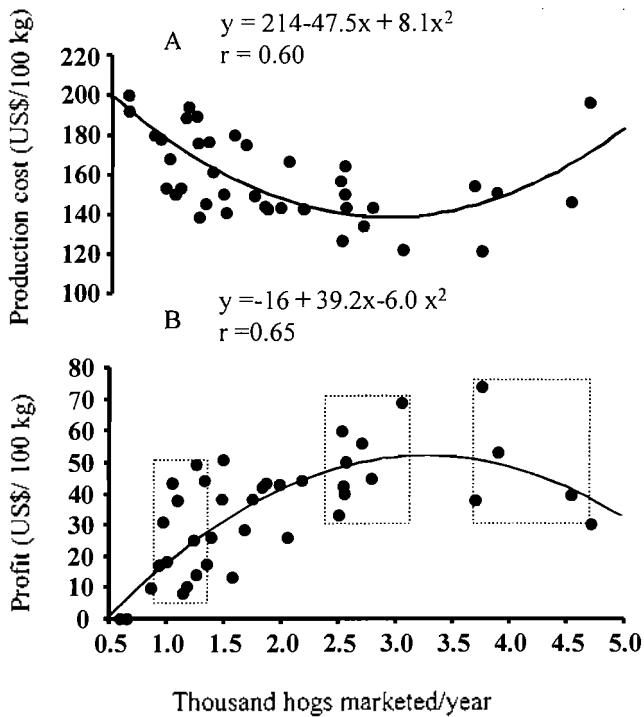 A
y = 214-47.5x + 8.1x²
r = 0.60
Production cost (US$/100 kg)
220
200
180
160
140
120
100
B
y =-16 + 39.2x-6.0 x²
r =0.65
Profit (US$/ 100 kg)
80
70
60
50
40
30
20
10
0
0.5 1.0 1.5 2.0 2.5 3.0 3.5 4.0 4.5 5.0
Thousand hogs marketed/year